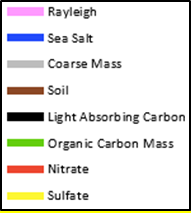 Rayleigh
Sea Salt
Coarse Mass
Soil
Light Absorbing Carbon
Organic Carbon Mass
Nitrate
Sulfate